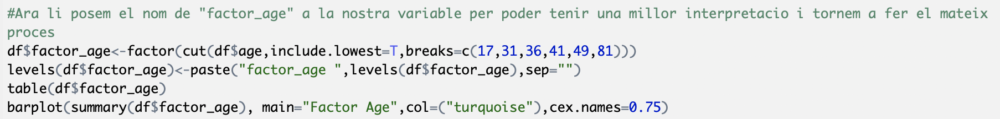 #Ara li posem el nom de "factor_age" a la nostra variable per poder tenir una millor interpretacio i tornem a fer el mateix
proces
df$factor_age<-factor(cut(df$age,include.lowest=T,breaks=c(17,31,36,41,49,81)))
levels(df$factor_age)<-paste("factor_age ",levels(df$factor_age),sep="")
table(df$factor_age)
barplot(summary(df$factor_age), main="Factor Age",col=("turquoise"),cex.names=0.75)